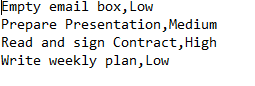 Empty email box,Low
Prepare Presentation,Medium
Read and sign Contract,High
Write weekly plan,Low